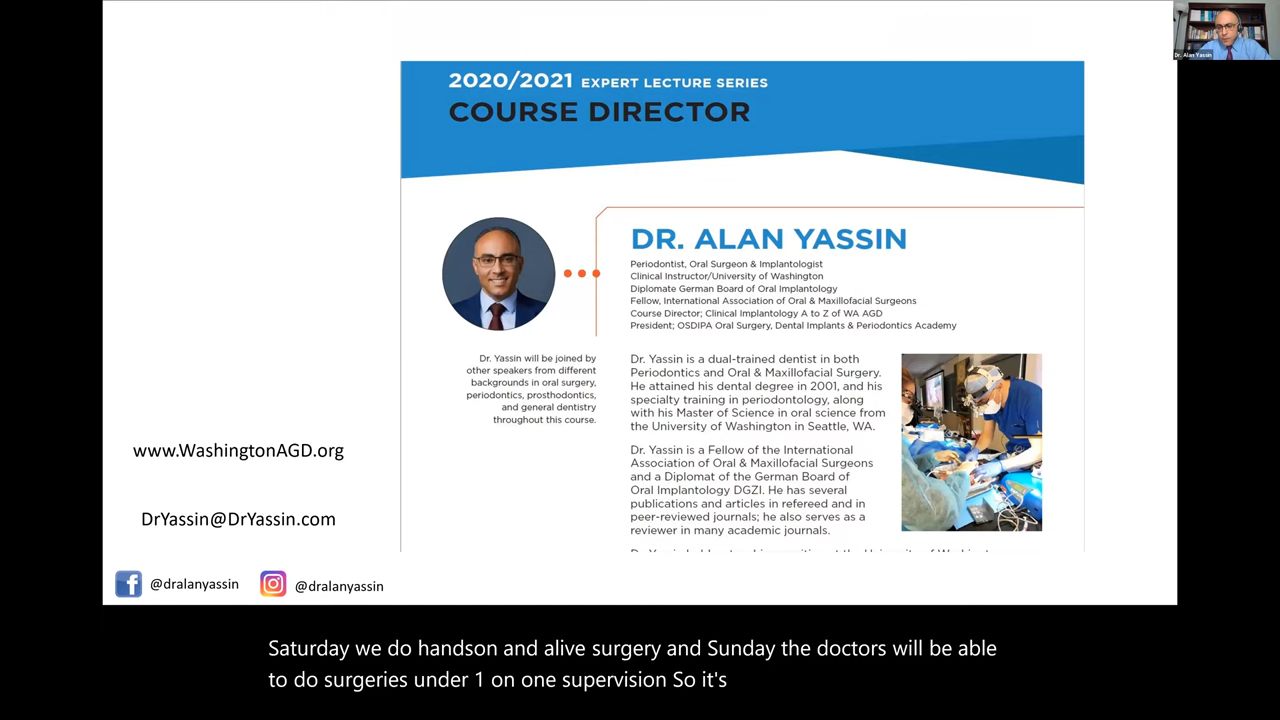 Dr. Alan Yassin
2020/2021 EXPERT LECTURE SERIES
COURSE DIRECTOR
DR. ALAN YASSIN
Periodontist, Oral Surgeon & Implantologist
Clinical Instructor/University of Washington
Diplomate German Board of Oral Implantology
Fellow, International Association of Oral & Maxillofacial Surgeons
Course Director; Clinical Implantology A to Z of WA AGD
President; OSDIPA Oral Surgery, Dental Implants & Periodontics Academy
Dr. Yassin will be joined by
other speakers from different
backgrounds in oral surgery,
periodontics, prosthodontics,
and general dentistry
throughout this course.
Dr. Yassin is a dual-trained dentist in both
Periodontics and Oral & Maxillofacial Surgery.
He attained his dental degree in 2001, and his
specialty training in periodontology, along
with his Master of Science in oral science from
the University of Washington in Seattle, WA.
Dr. Yassin is a Fellow of the International
Association of Oral & Maxillofacial Surgeons
and a Diplomat of the German Board of
Oral Implantology DGZI. He has several
publications and articles in refereed and in
peer-reviewed journals; he also serves as a
reviewer in many academic journals.
www.WashingtonAGD.org
DrYassin@DrYassin.com
@dralanyassin
@dralanyassin
Saturday we do handson and alive surgery and Sunday the doctors will be able
to do surgeries under 1 on one supervision So it's